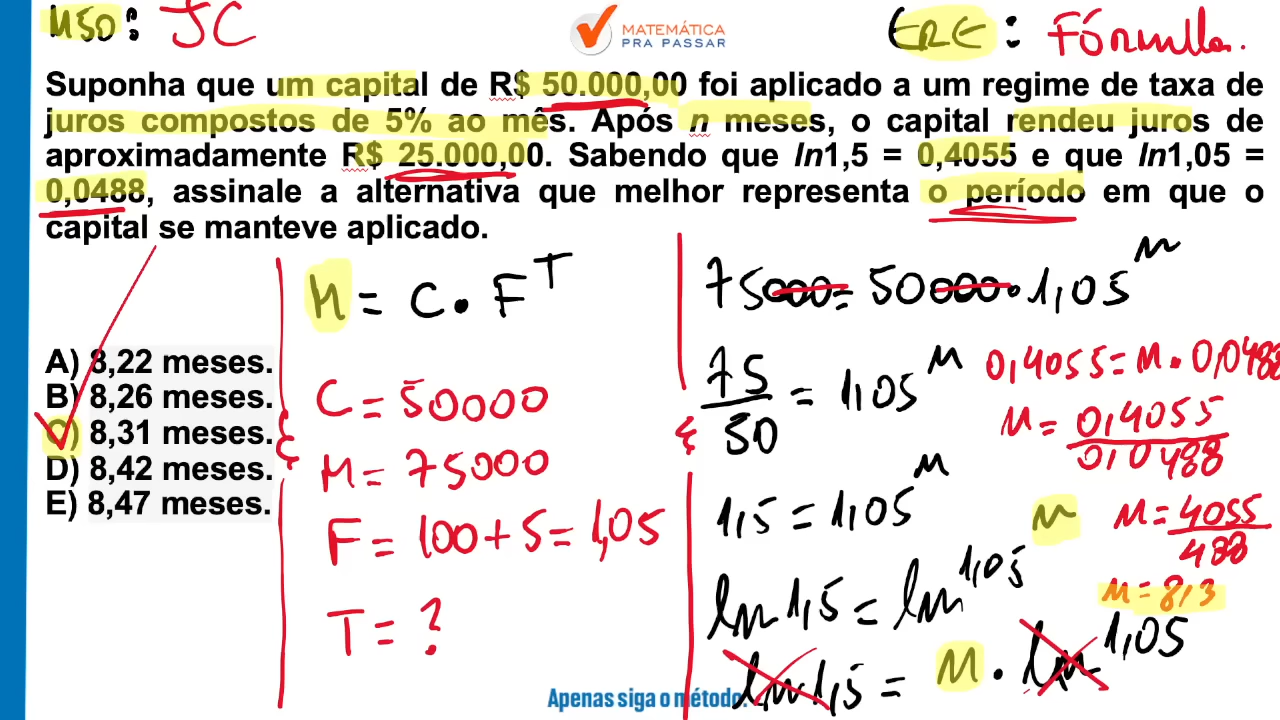 USO: JC
MATEMÁTICA
PRA PASSAR
ERE: Fórmulas.
Suponha que um capital de R$ 50.000,00 foi aplicado a um regime de taxa de
juros compostos de 5% ao mês. Após n meses, o capital rendeu juros de
aproximadamente R$ 25.000,00. Sabendo que ln1,5 = 0,4055 e que ln1,05 =
0,0488, assinale a alternativa que melhor representa o período em que o
capital se manteve aplicado.
A) 8,22 meses.
B) 8,26 meses.
C) 8,31 meses.
D) 8,42 meses.
E) 8,47 meses.
M = C . F^T
C = 50000
M = 75000
F = 100 + 5 = 1,05
T = ?
75000 = 50000 . 1,05^n
75/50 = 1,05^n
1,5 = 1,05^n
ln 1,5 = ln 1,05^n
ln 1,5 = n . ln 1,05
0,4055 = n . 0,0488
n = 0,4055/0,0488
n = 4055/488
n = 8,3
Apenas siga o método.